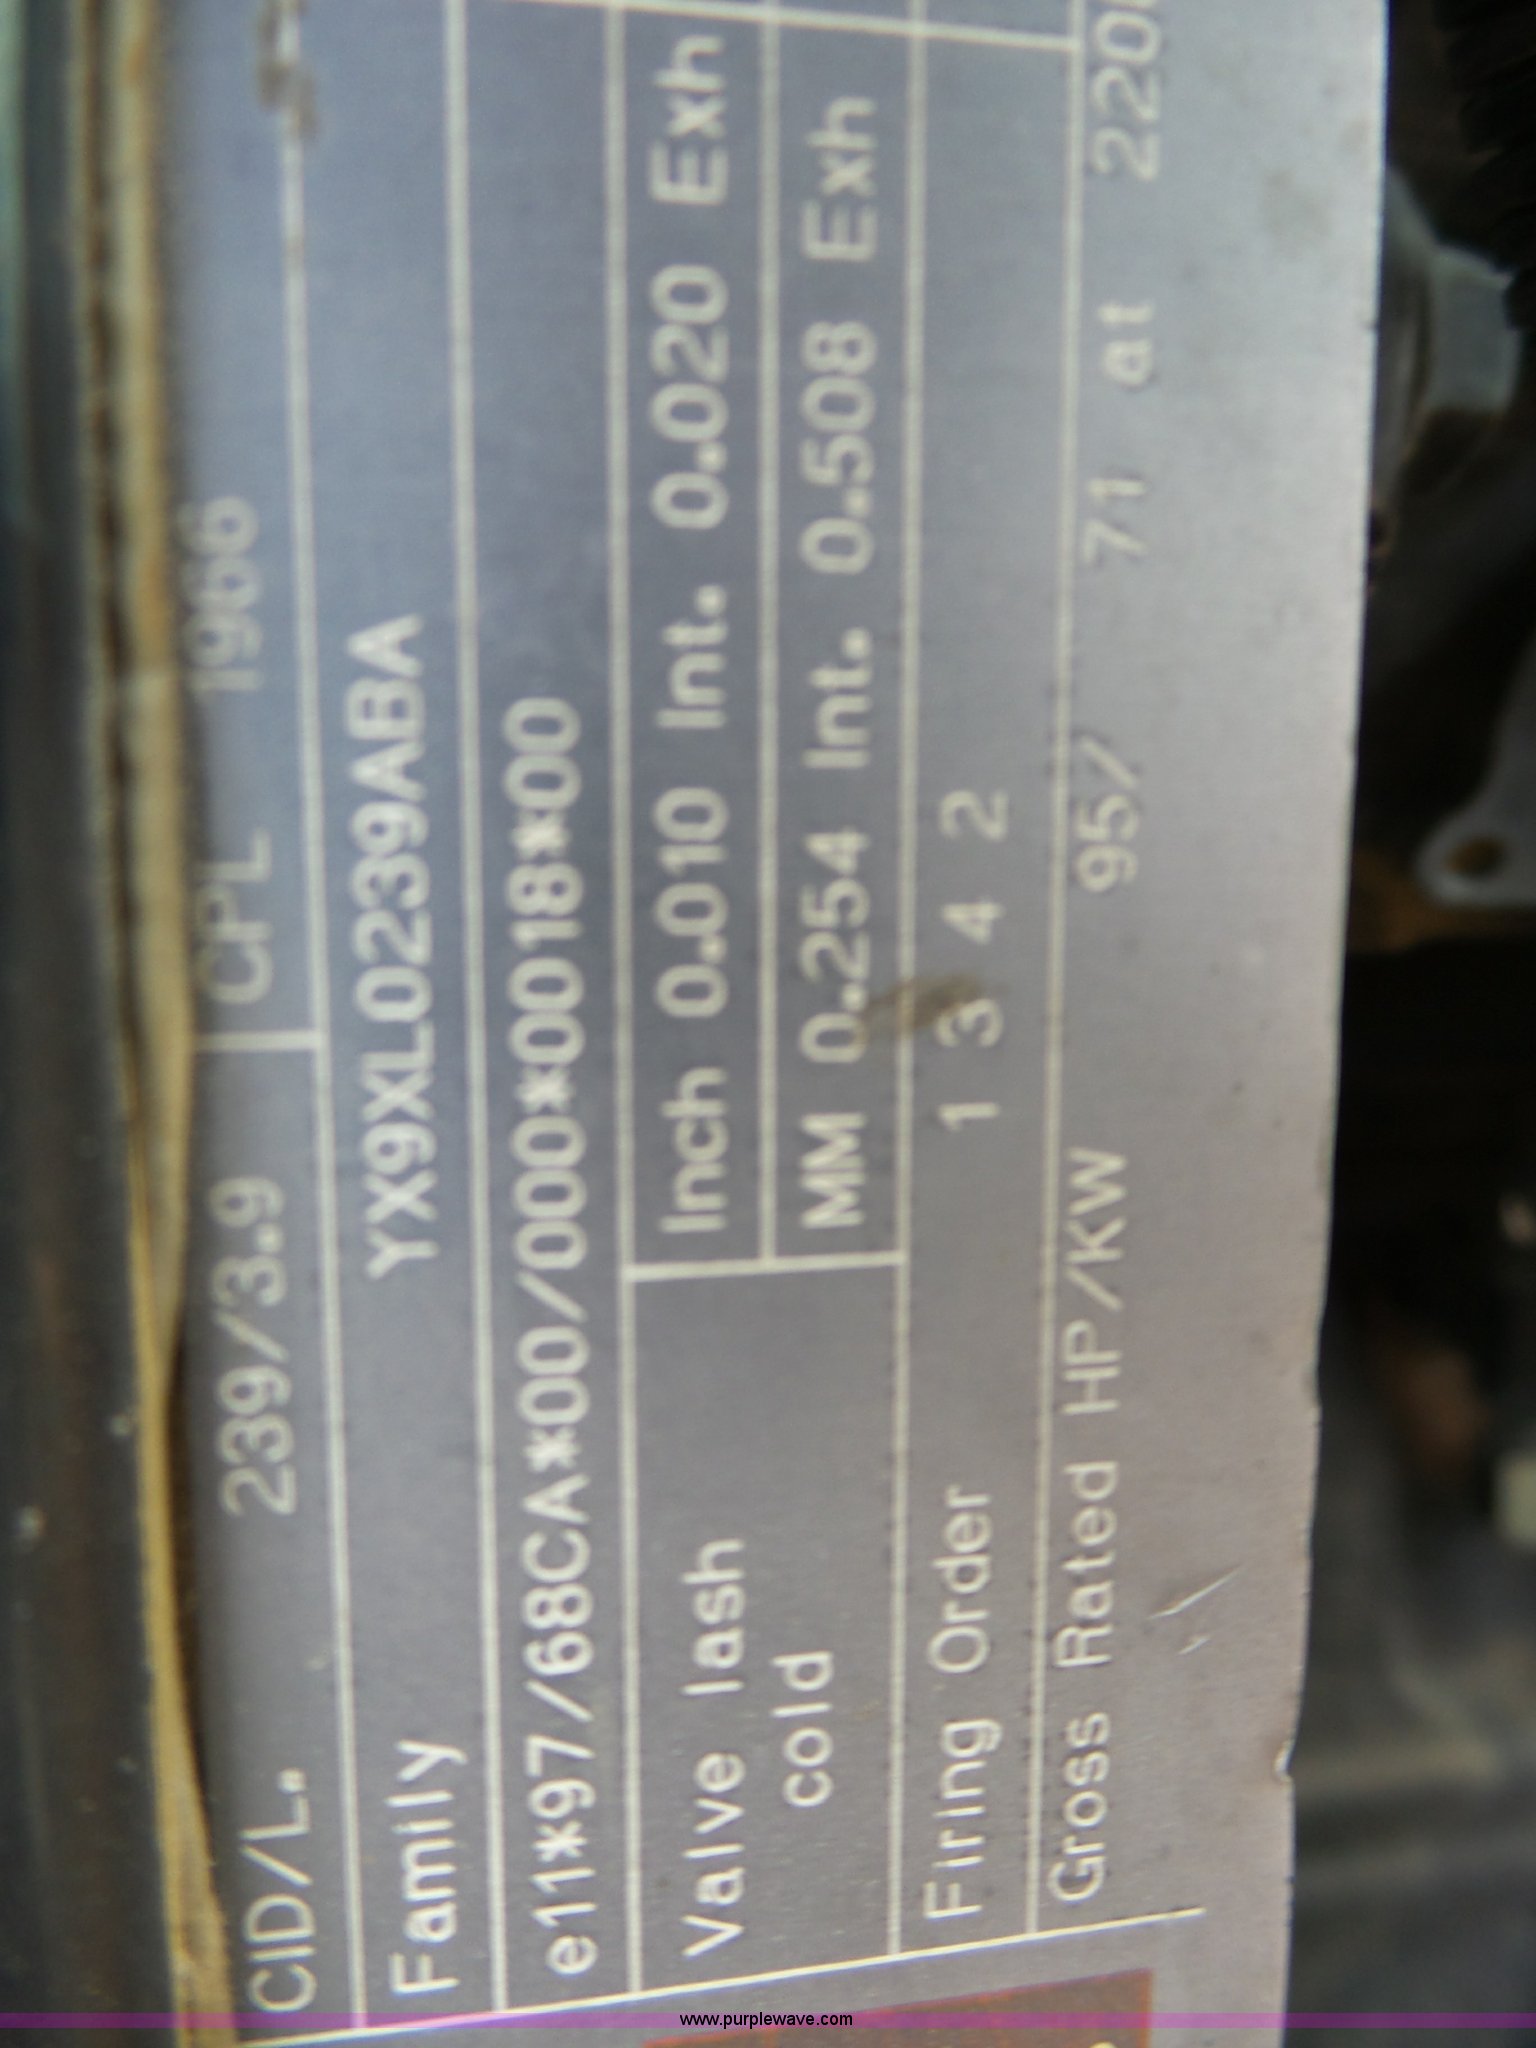 CID/L. 239/3.9 CPL 1966
Family YX9XL0239ABA
e11*97/68CA*00/000*0018*00
Valve lash cold
Inch 0.010 Int. 0.020 Exh
MM 0.254 Int. 0.508 Exh
Firing Order 1 3 4 2
Gross Rated HP/KW 95/ 71 at
www.purplewave.com